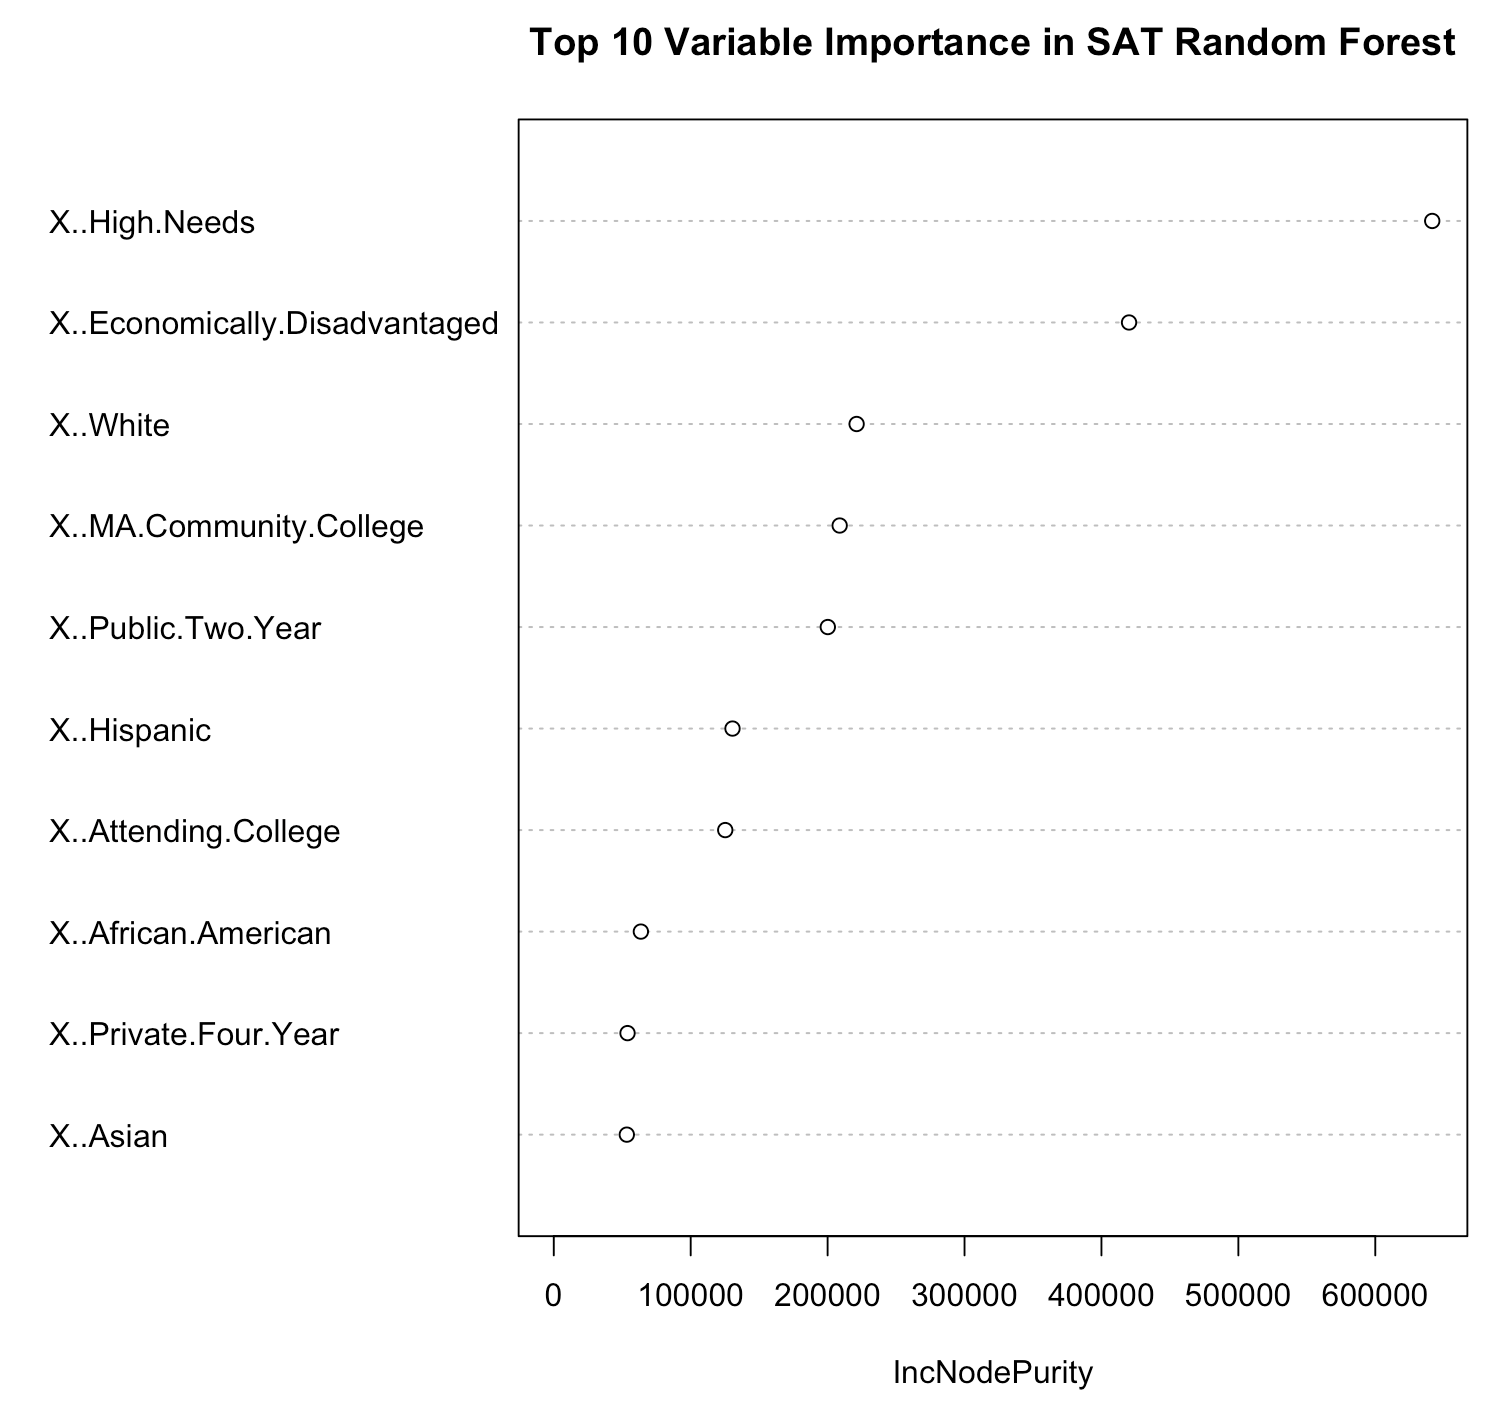 Top 10 Variable Importance in SAT Random Forest
X..High.Needs
X..Economically.Disadvantaged
X..White
X..MA.Community.College
X..Public.Two.Year
X..Hispanic
X..Attending.College
X..African.American
X..Private.Four.Year
X..Asian
0 100000 200000 300000 400000 500000 600000
IncNodePurity